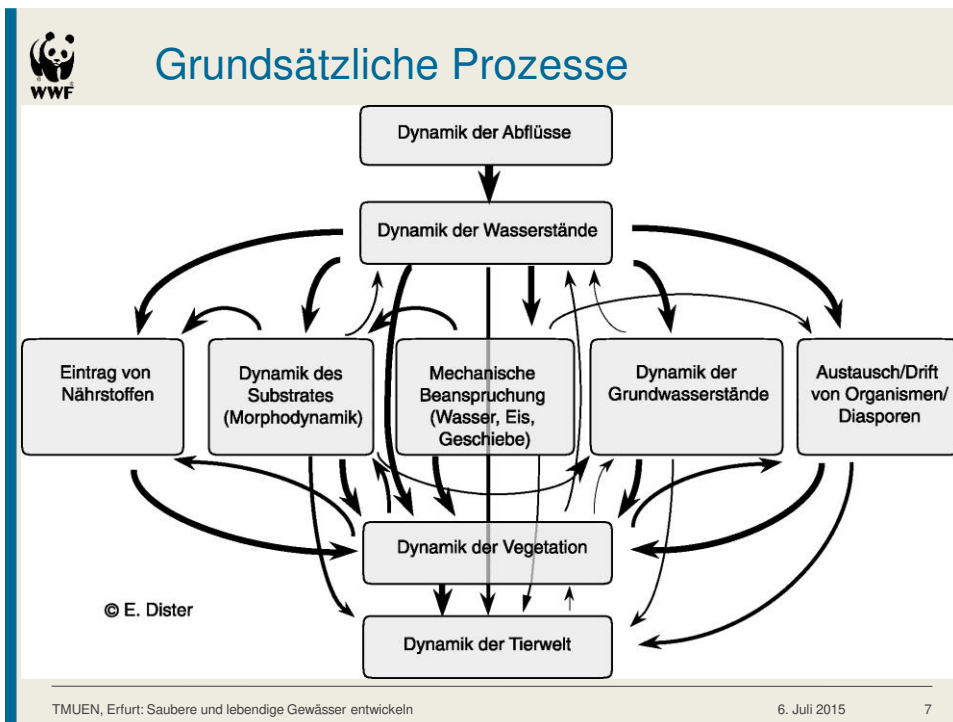 WWF
Grundsätzliche Prozesse
Dynamik der Abflüsse
Dynamik der Wasserstände
Eintrag von
Nährstoffen
Dynamik des
Substrates
(Morphodynamik)
Mechanische
Beanspruchung
(Wasser, Eis,
Geschiebe)
Dynamik der
Grundwasserstände
Austausch/Drift
von Organismen/
Diasporen
Dynamik der Vegetation
© E. Dister
Dynamik der Tierwelt
TMUEN, Erfurt: Saubere und lebendige Gewässer entwickeln
6. Juli 2015
7